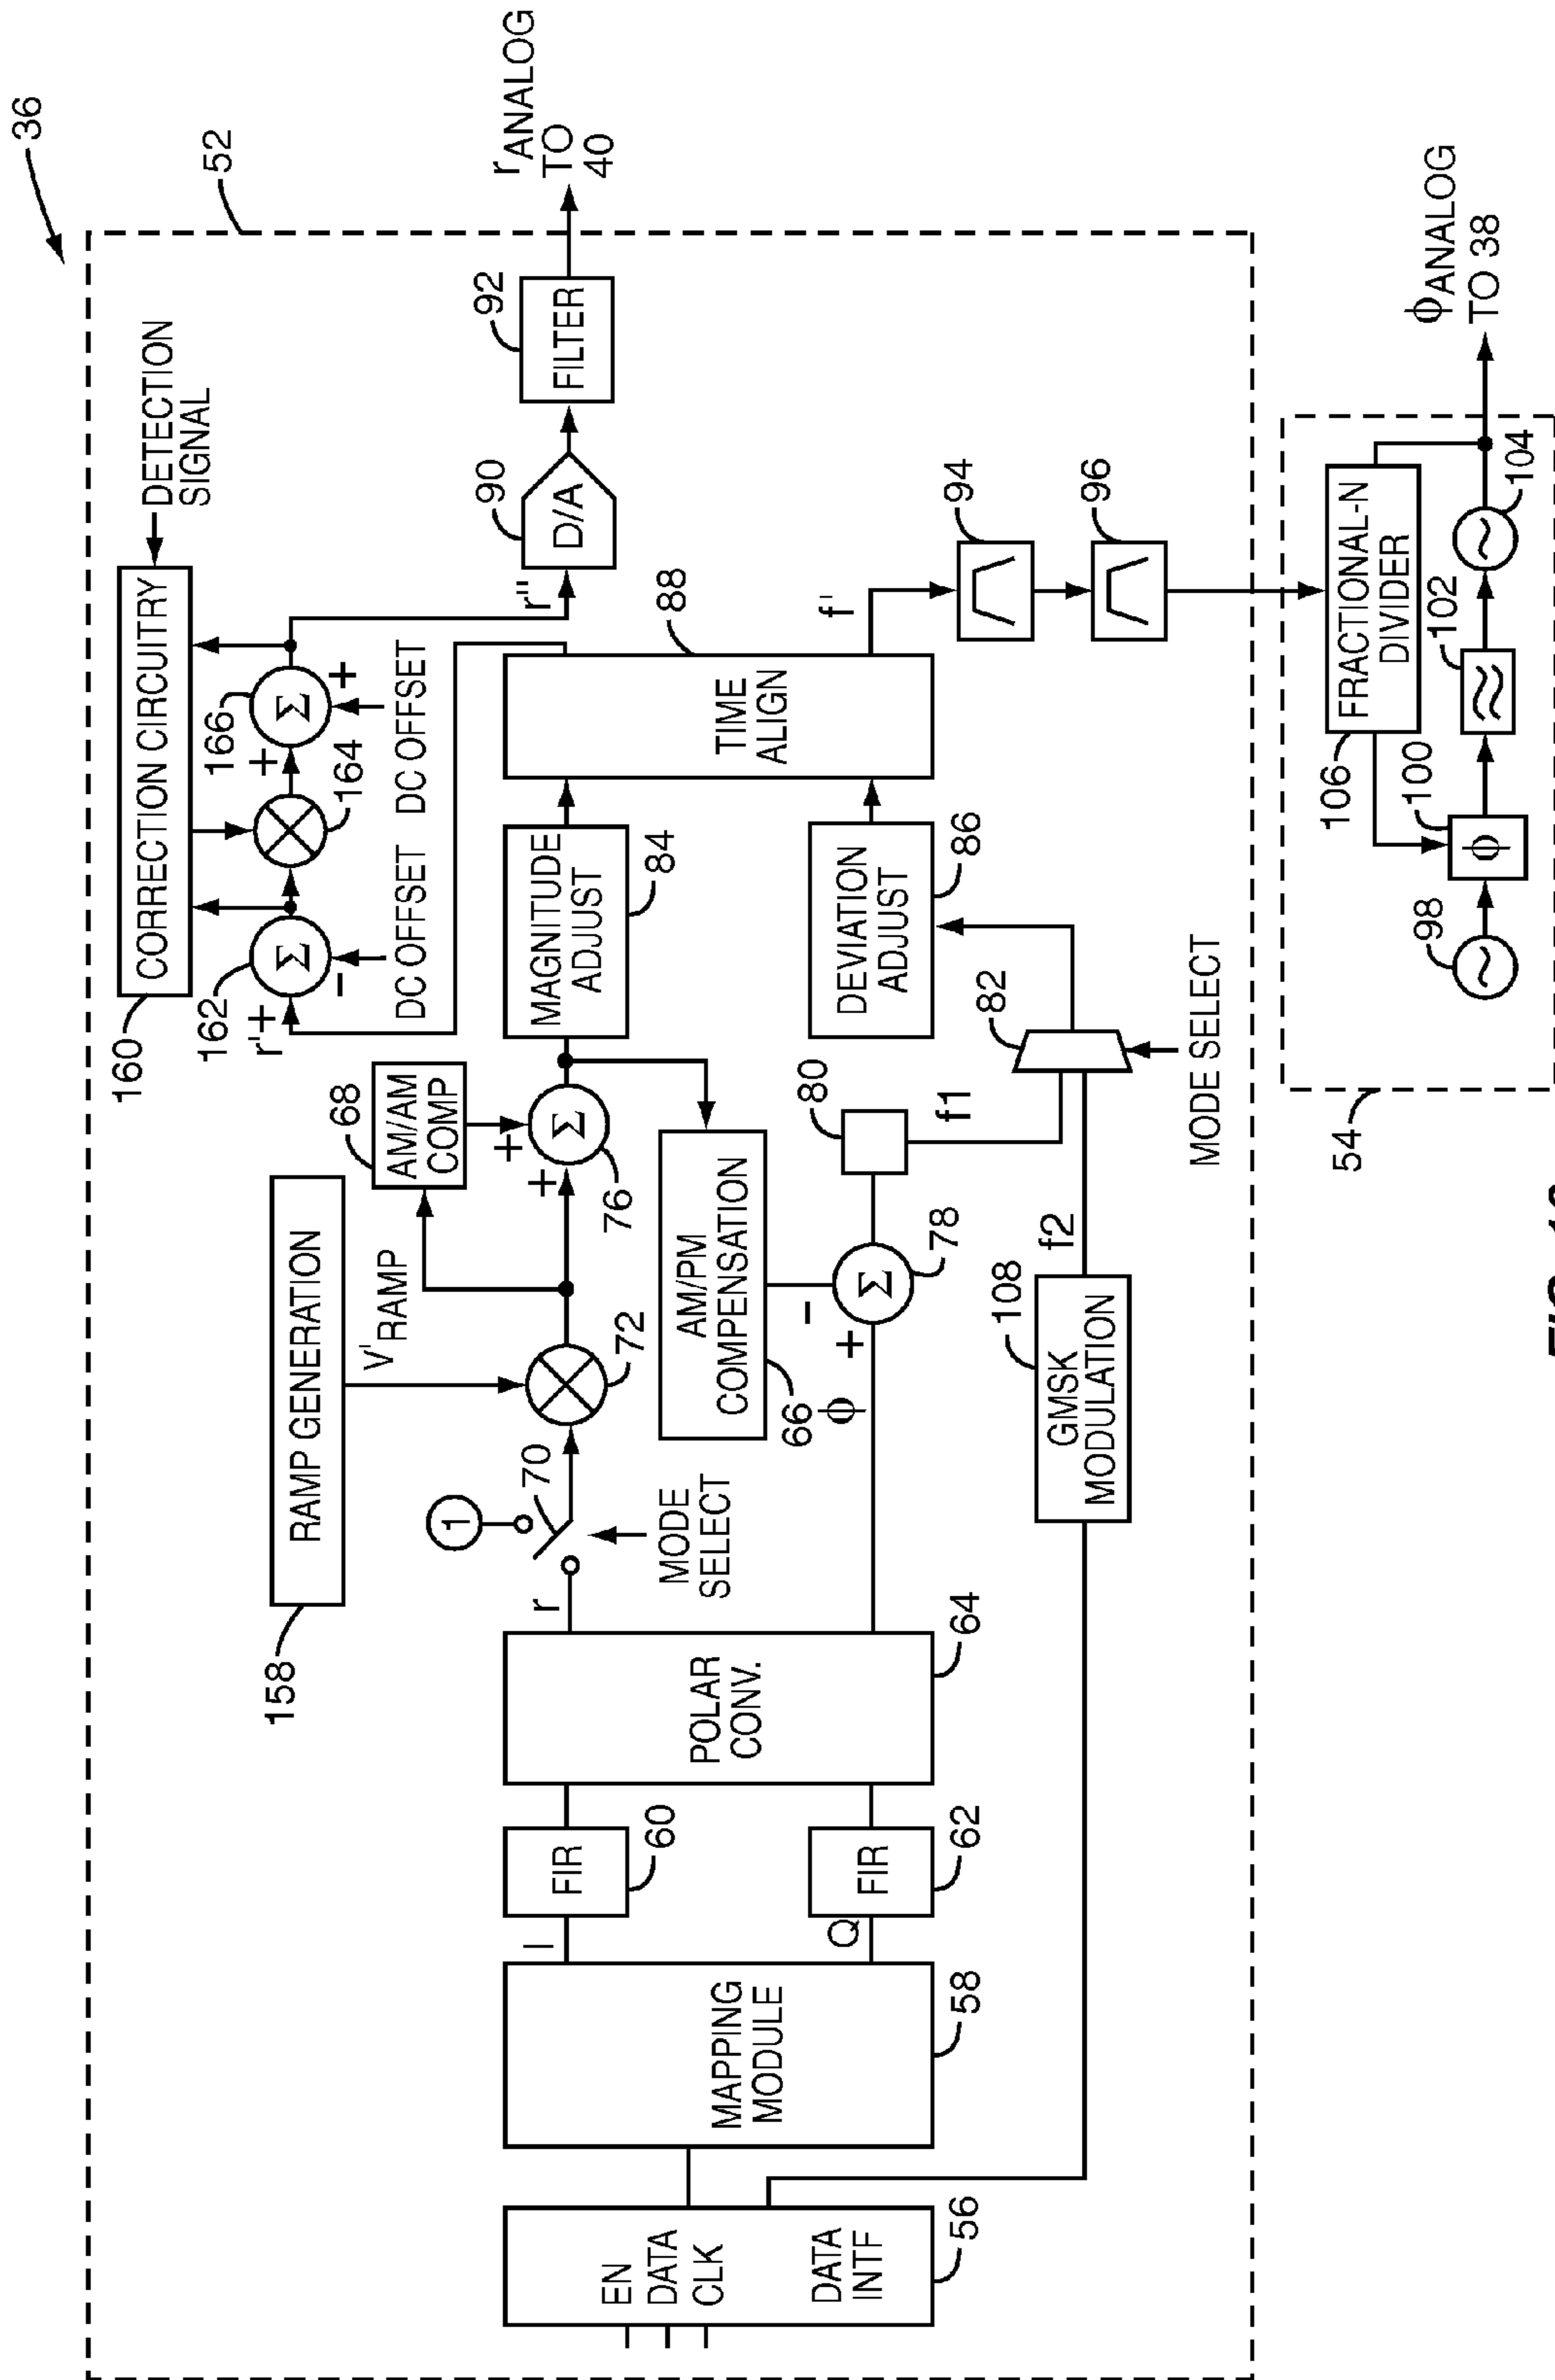 36
52
DETECTION
SIGNAL
160
CORRECTION CIRCUITRY
r'+
162
Σ
−
DC OFFSET
164
+
166
Σ
+
DC OFFSET
r"
90
D/A
92
FILTER
rANALOG
TO
40
158
RAMP GENERATION
V'RAMP
68
AM/AM
COMP
EN
DATA
CLK
DATA
INTF
56
MAPPING
MODULE
58
I
Q
FIR
60
FIR
62
POLAR
CONV.
64
r
1
70
MODE
SELECT
72
+
+
Σ
76
MAGNITUDE
ADJUST
84
AM/PM
COMPENSATION
66
ϕ
−
+
Σ
78
80
f1
82
MODE SELECT
DEVIATION
ADJUST
86
TIME
ALIGN
88
f'
94
96
GMSK
MODULATION
108
f2
54
98
ϕ
100
102
104
106
FRACTIONAL-N
DIVIDER
ϕANALOG
TO 38